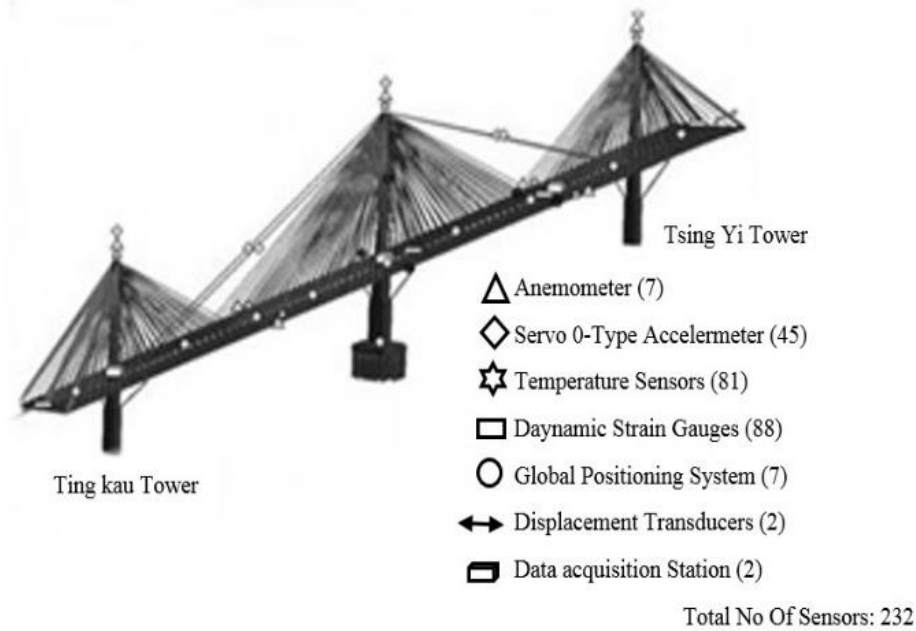 Tsing Yi Tower
Anemometer (7)
Servo 0-Type Accelermeter (45)
Temperature Sensors (81)
Daynamic Strain Gauges (88)
Global Positioning System (7)
Ting kau Tower
Displacement Transducers (2)
Data acquisition Station (2)
Total No Of Sensors: 232